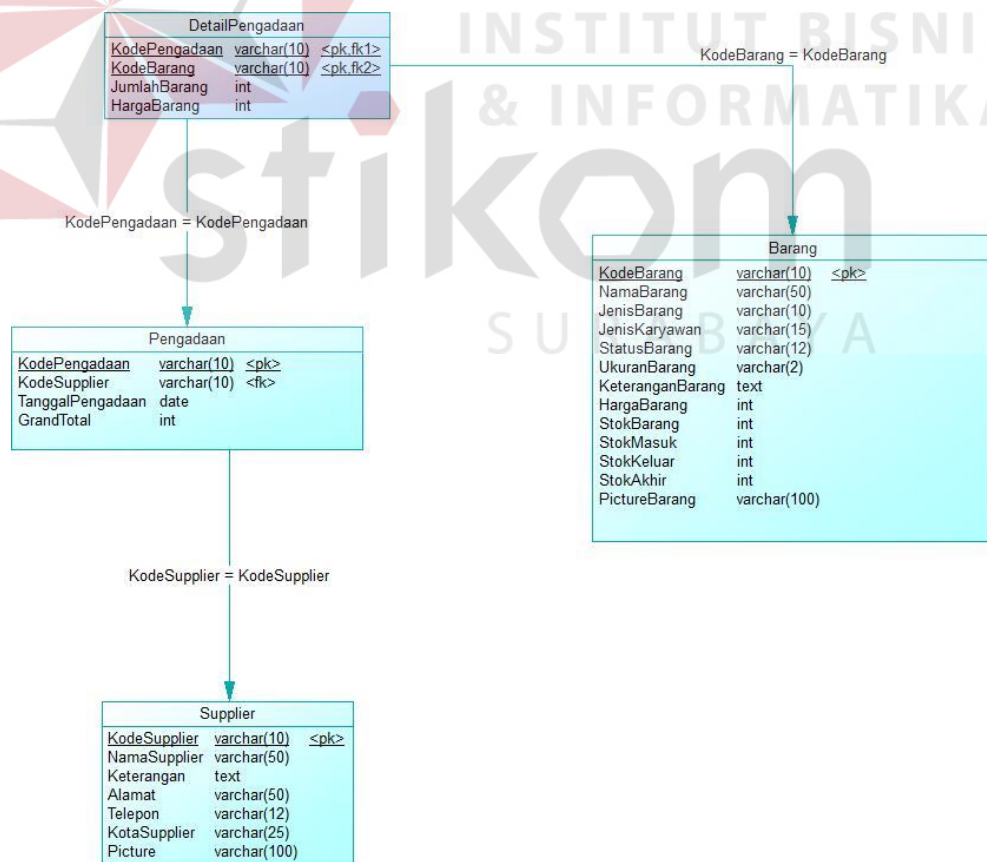 INSTITUT BISNI
& INFORMATIKA
stikom
SURABAYA
DetailPengadaan
KodePengadaan varchar(10) <pk,fk1>
KodeBarang varchar(10) <pk,fk2>
JumlahBarang int
HargaBarang int
KodeBarang = KodeBarang
KodePengadaan = KodePengadaan
Barang
KodeBarang varchar(10) <pk>
NamaBarang varchar(50)
JenisBarang varchar(10)
JenisKaryawan varchar(15)
StatusBarang varchar(12)
UkuranBarang varchar(2)
KeteranganBarang text
HargaBarang int
StokBarang int
StokMasuk int
StokKeluar int
StokAkhir int
PictureBarang varchar(100)
Pengadaan
KodePengadaan varchar(10) <pk>
KodeSupplier varchar(10) <fk>
TanggalPengadaan date
GrandTotal int
KodeSupplier = KodeSupplier
Supplier
KodeSupplier varchar(10) <pk>
NamaSupplier varchar(50)
Keterangan text
Alamat varchar(50)
Telepon varchar(12)
KotaSupplier varchar(25)
Picture varchar(100)